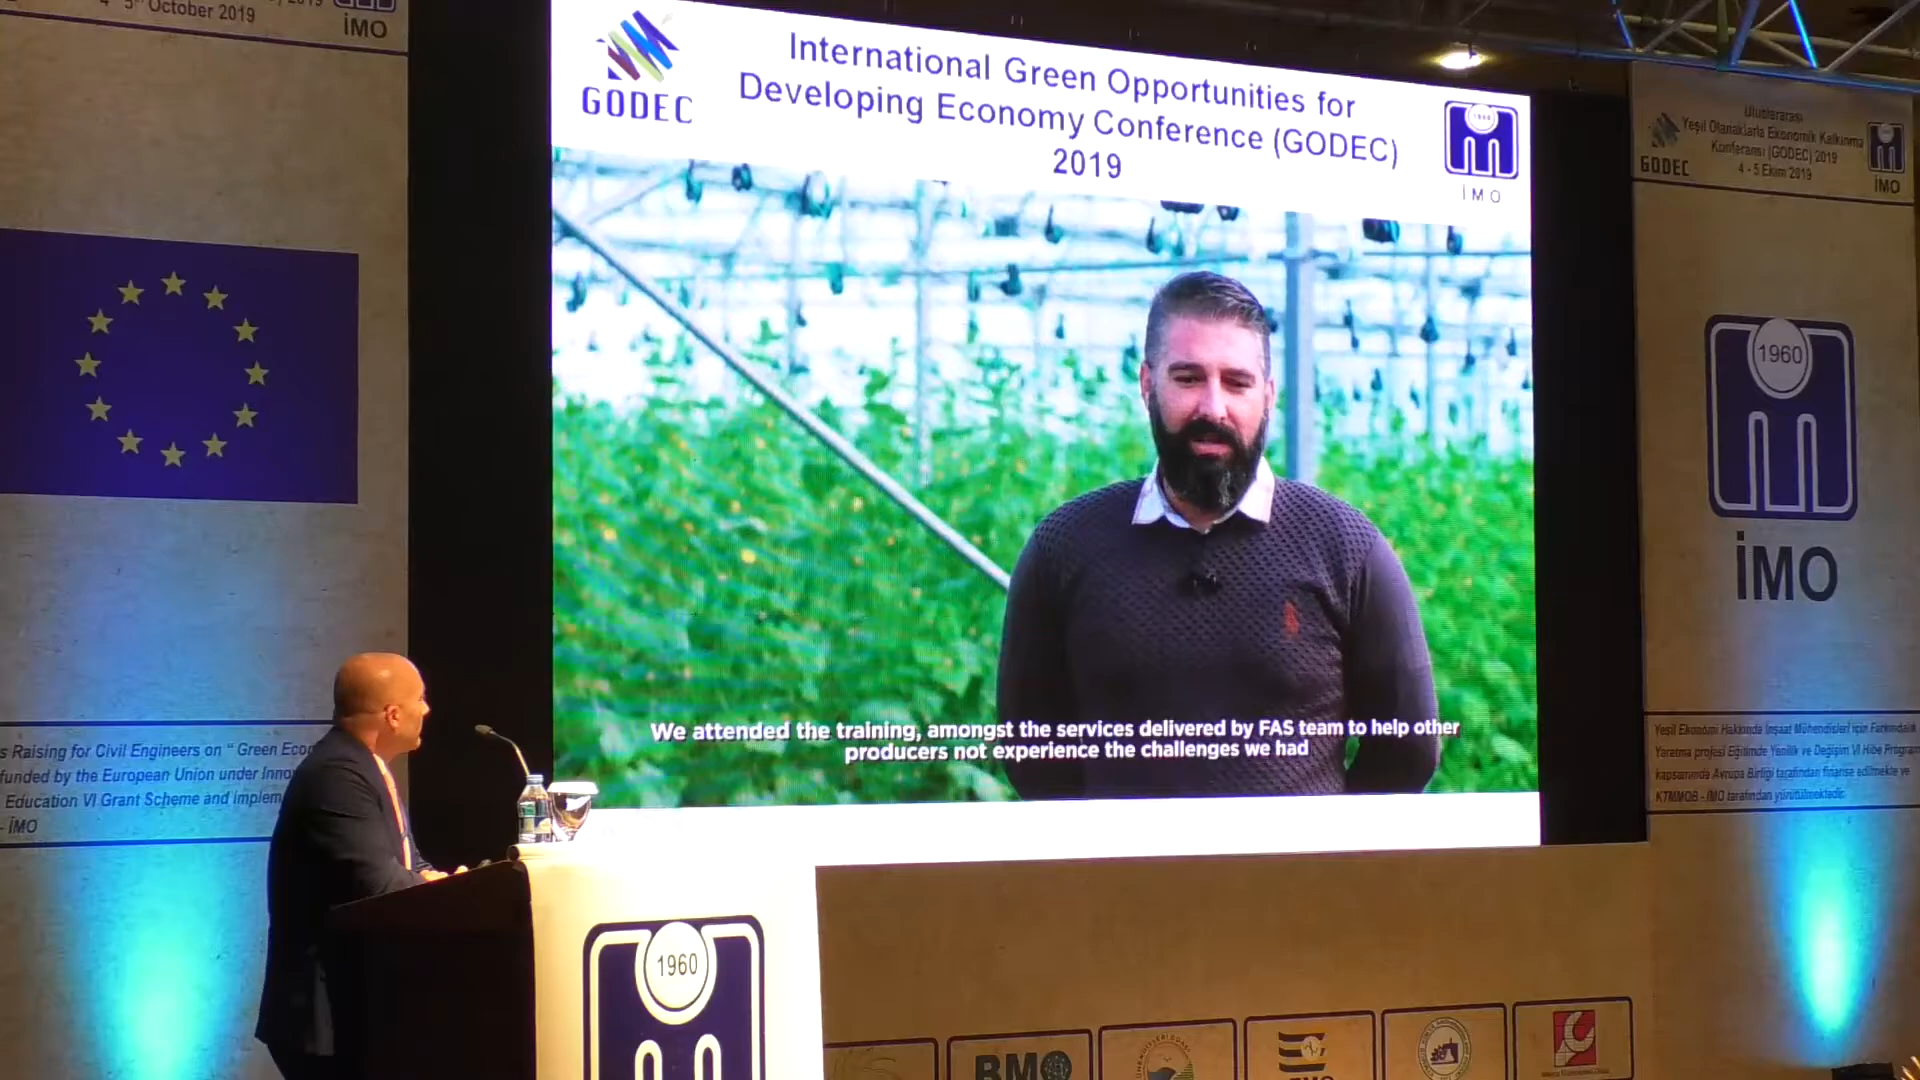 4 - 5th October 2019
İMO
GODEC
International Green Opportunities for
Developing Economy Conference (GODEC)
2019
1960
İMO
Uluslararası
Yeşil Olanaklarla Ekonomik Kalkınma
Konferansı (GODEC) 2019
4 - 5 Ekim 2019
GODEC
İMO
1960
İMO
We attended the training, amongst the services delivered by FAS team to help other
producers not experience the challenges we had
s Raising for Civil Engineers on “ Green Econ
funded by the European Union under Inno
Education VI Grant Scheme and implem
- İMO
Yeşil Ekonomi Hakkında İnşaat Mühendisleri için Farkındalık
Yaratma projesi Eğitimde Yenilik ve Değişim VI Hibe Program
kapsamında Avrupa Birliği tarafından finanse edilmekte ve
KTMMOB - İMO tarafından yürütülmektedir.
1960
BMO